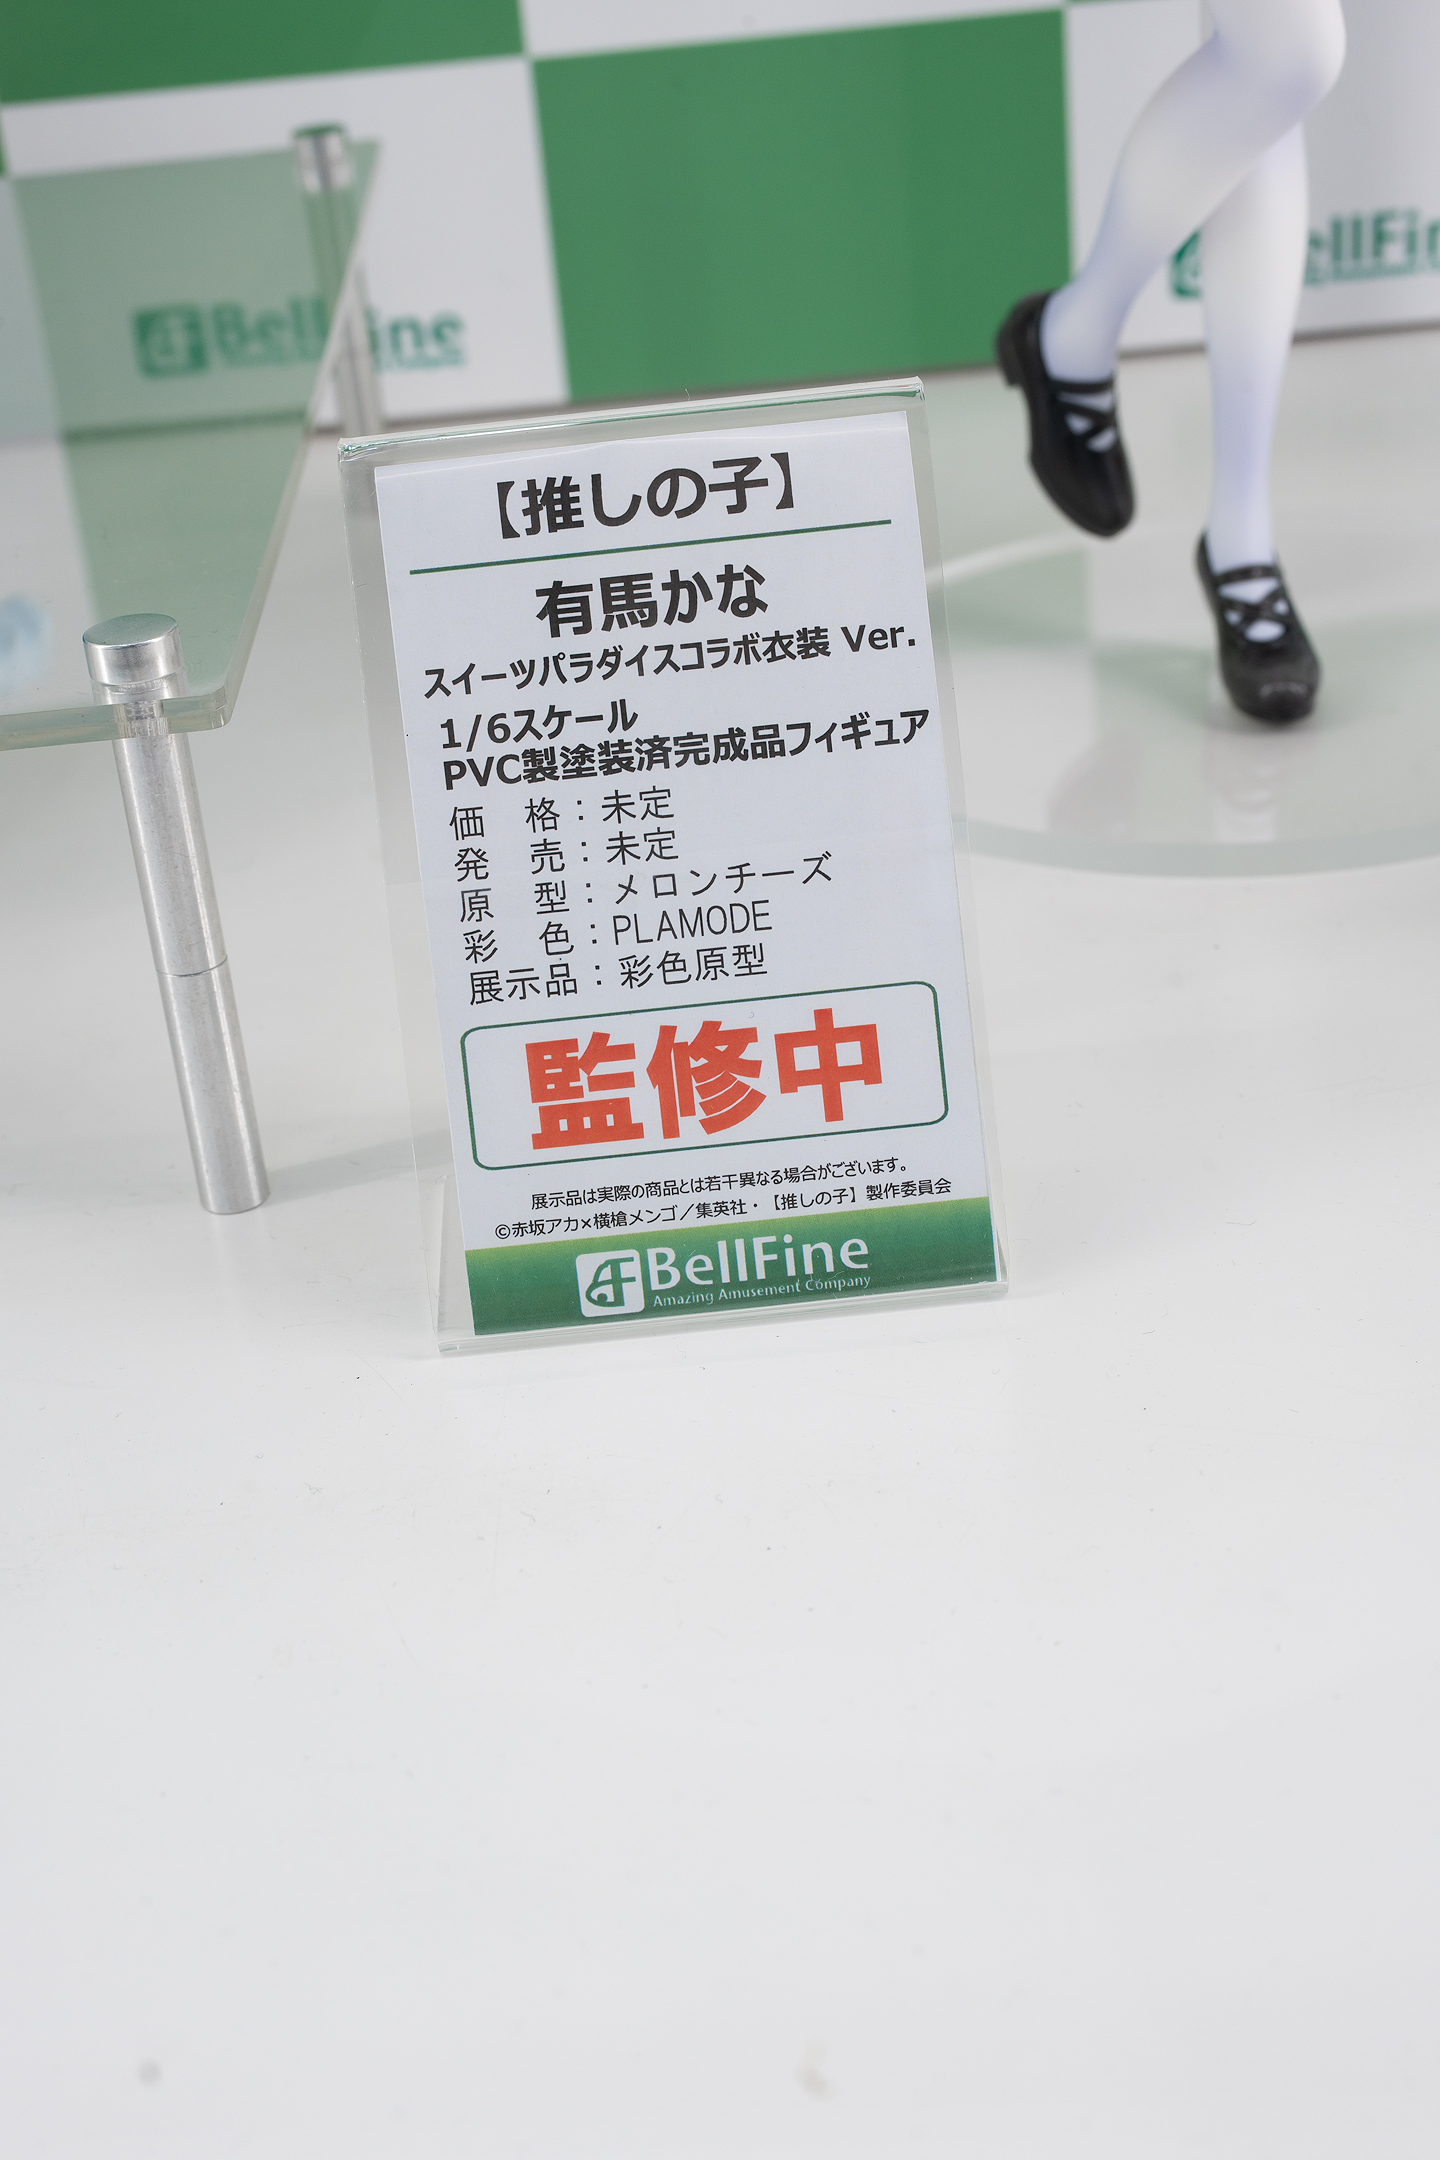 BellFine
ellFin
【推しの子】
有馬かな
スイーツパラダイスコラボ衣装 Ver.
1/6スケール
PVC製塗装済完成品フィギュア
価　格：未定
発　売：未定
原　型：メロンチーズ
彩　色：PLAMODE
展示品：彩色原型
監修中
展示品は実際の商品とは若干異なる場合がございます。
©赤坂アカ×横槍メンゴ／集英社・【推しの子】製作委員会
BellFine
Amazing Amusement Company